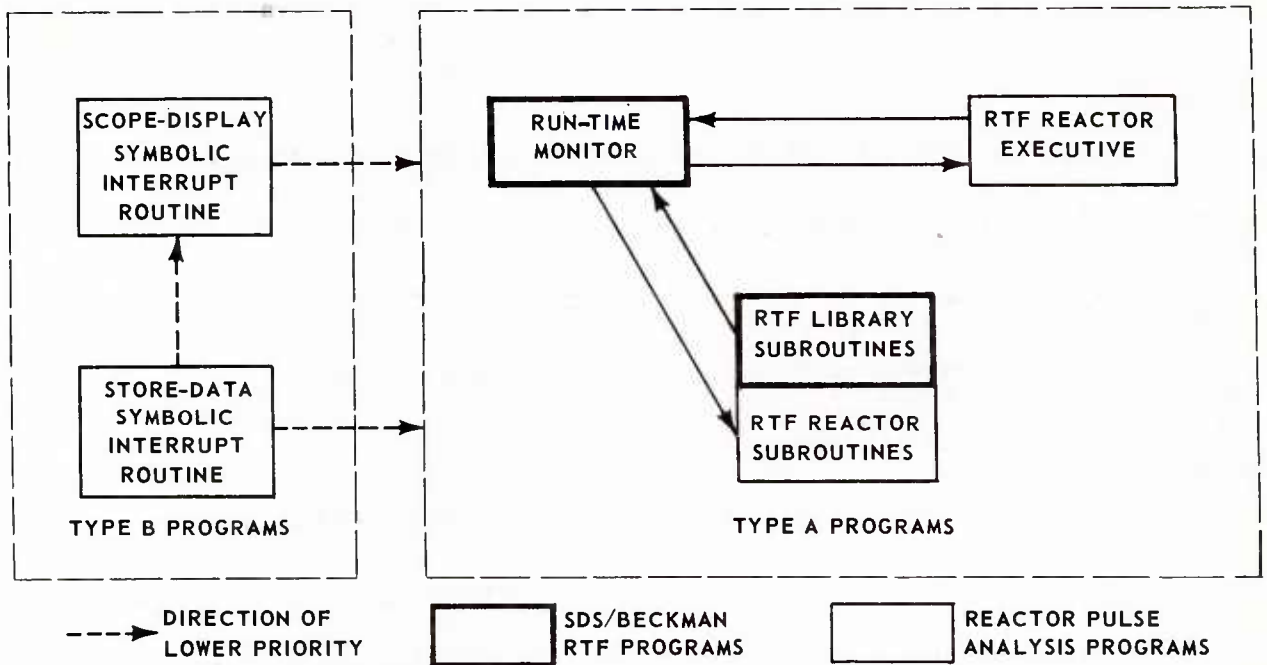 SCOPE-DISPLAY
SYMBOLIC
INTERRUPT
ROUTINE
STORE-DATA
SYMBOLIC
INTERRUPT
ROUTINE
TYPE B PROGRAMS
RUN-TIME
MONITOR
RTF REACTOR
EXECUTIVE
RTF LIBRARY
SUBROUTINES
RTF REACTOR
SUBROUTINES
TYPE A PROGRAMS
DIRECTION OF
LOWER PRIORITY
SDS/BECKMAN
RTF PROGRAMS
REACTOR PULSE
ANALYSIS PROGRAMS